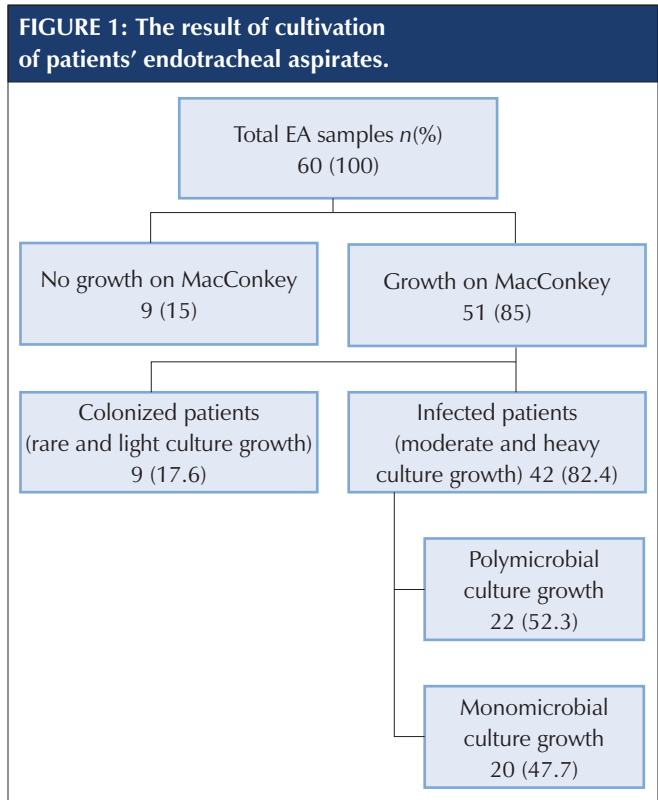 FIGURE 1: The result of cultivation
of patients’ endotracheal aspirates.
Total EA samples n(%)
60 (100)
No growth on MacConkey
9 (15)
Growth on MacConkey
51 (85)
Colonized patients
(rare and light culture growth)
9 (17.6)
Infected patients
(moderate and heavy
culture growth) 42 (82.4)
Polymicrobial
culture growth
22 (52.3)
Monomicrobial
culture growth
20 (47.7)